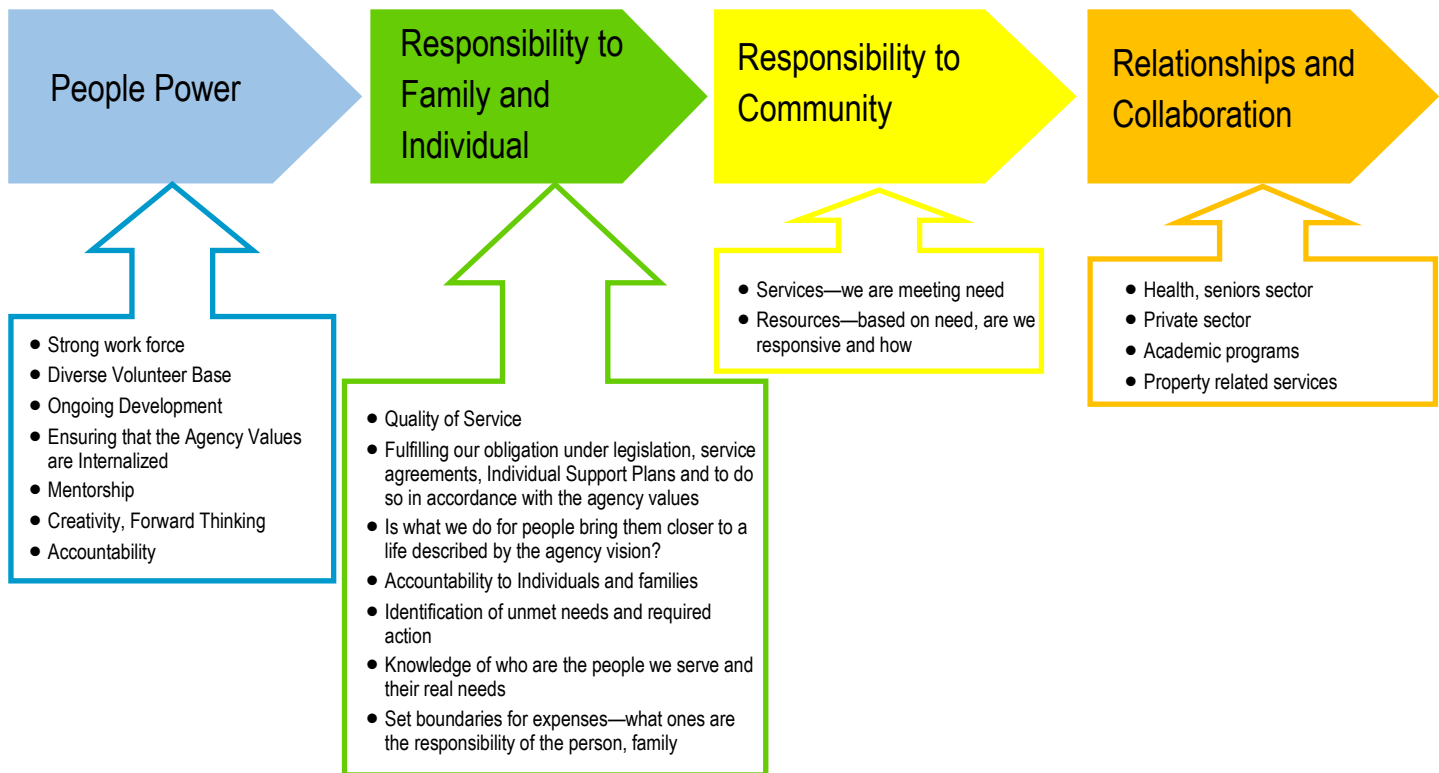 People Power
Responsibility to
Family and
Individual
Responsibility to
Community
Relationships and
Collaboration
• Strong work force
• Diverse Volunteer Base
• Ongoing Development
• Ensuring that the Agency Values
are Internalized
• Mentorship
• Creativity, Forward Thinking
• Accountability
• Quality of Service
• Fulfilling our obligation under legislation, service
agreements, Individual Support Plans and to do
so in accordance with the agency values
• Is what we do for people bring them closer to a
life described by the agency vision?
• Accountability to Individuals and families
• Identification of unmet needs and required
action
• Knowledge of who are the people we serve and
their real needs
• Set boundaries for expenses—what ones are
the responsibility of the person, family
• Services—we are meeting need
• Resources—based on need, are we
responsive and how
• Health, seniors sector
• Private sector
• Academic programs
• Property related services